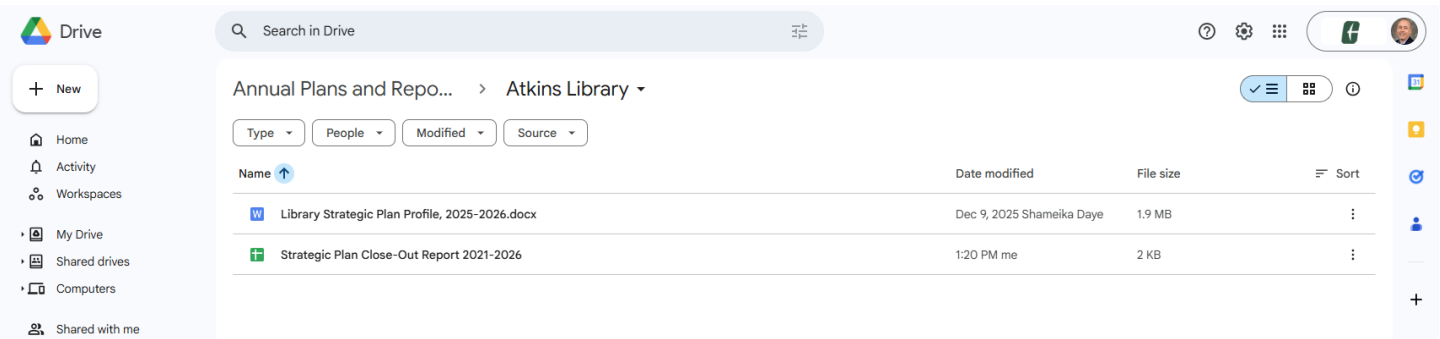 Drive
Search in Drive
New
Home
Activity
Workspaces
My Drive
Shared drives
Computers
Shared with me
Annual Plans and Repo... > Atkins Library
Type People Modified Source
Name Date modified File size Sort
W Library Strategic Plan Profile, 2025-2026.docx Dec 9, 2025 Shameika Daye 1.9 MB
Strategic Plan Close-Out Report 2021-2026 1:20 PM me 2 KB
31